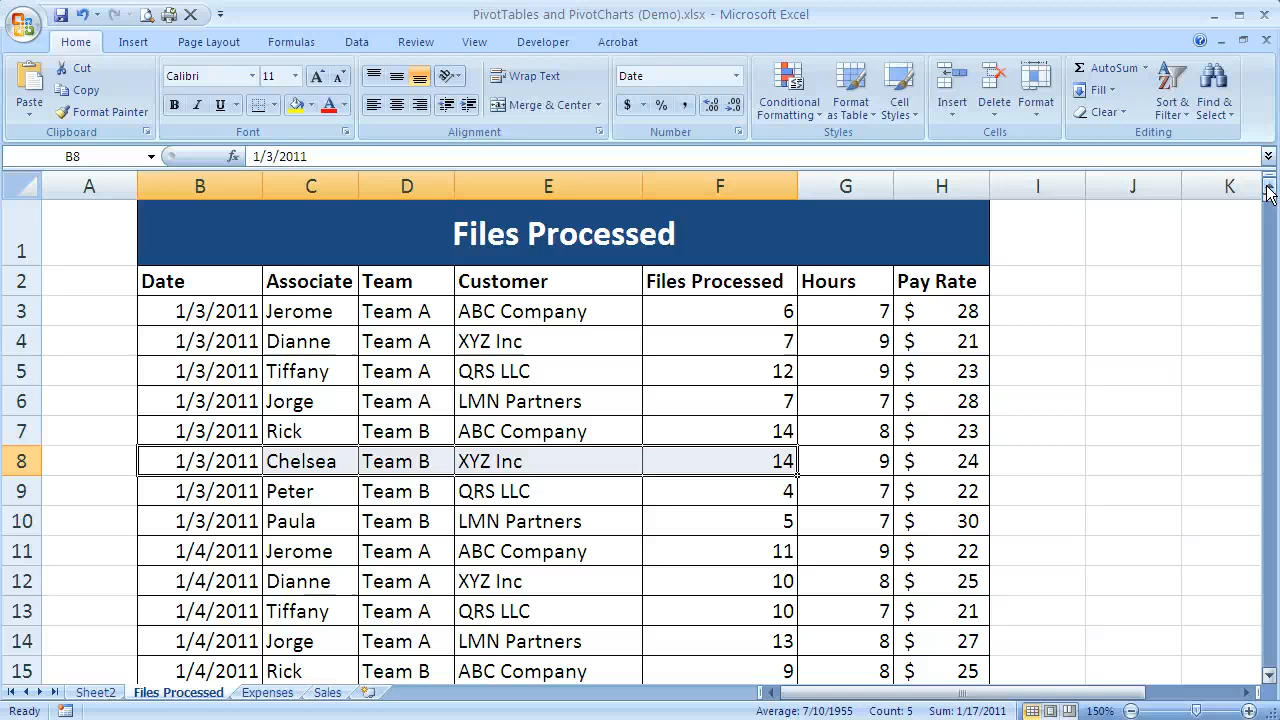 PivotTables and PivotCharts (Demo).xlsx - Microsoft Excel
Home Insert Page Layout Formulas Data Review View Developer Acrobat
Paste Cut Copy Format Painter Clipboard
Calibri 11 B I U A Font
Wrap Text Merge & Center Alignment
Date $ % , .0 .00 Number
Conditional Formatting Format as Table Cell Styles Styles
Insert Delete Format Cells
Σ AutoSum Fill Clear Sort & Filter Find & Select Editing
B8 fx 1/3/2011
A B C D E F G H I J K
1 Files Processed
2 Date Associate Team Customer Files Processed Hours Pay Rate
3 1/3/2011 Jerome Team A ABC Company 6 7 $ 28
4 1/3/2011 Dianne Team A XYZ Inc 7 9 $ 21
5 1/3/2011 Tiffany Team A QRS LLC 12 9 $ 23
6 1/3/2011 Jorge Team A LMN Partners 7 7 $ 28
7 1/3/2011 Rick Team B ABC Company 14 8 $ 23
8 1/3/2011 Chelsea Team B XYZ Inc 14 9 $ 24
9 1/3/2011 Peter Team B QRS LLC 4 7 $ 22
10 1/3/2011 Paula Team B LMN Partners 5 7 $ 30
11 1/4/2011 Jerome Team A ABC Company 11 9 $ 22
12 1/4/2011 Dianne Team A XYZ Inc 10 8 $ 25
13 1/4/2011 Tiffany Team A QRS LLC 10 7 $ 21
14 1/4/2011 Jorge Team A LMN Partners 13 8 $ 27
15 1/4/2011 Rick Team B ABC Company 9 8 $ 25
Sheet2 Files Processed Expenses Sales
Ready Average: 7/10/1955 Count: 5 Sum: 1/17/2011 150%